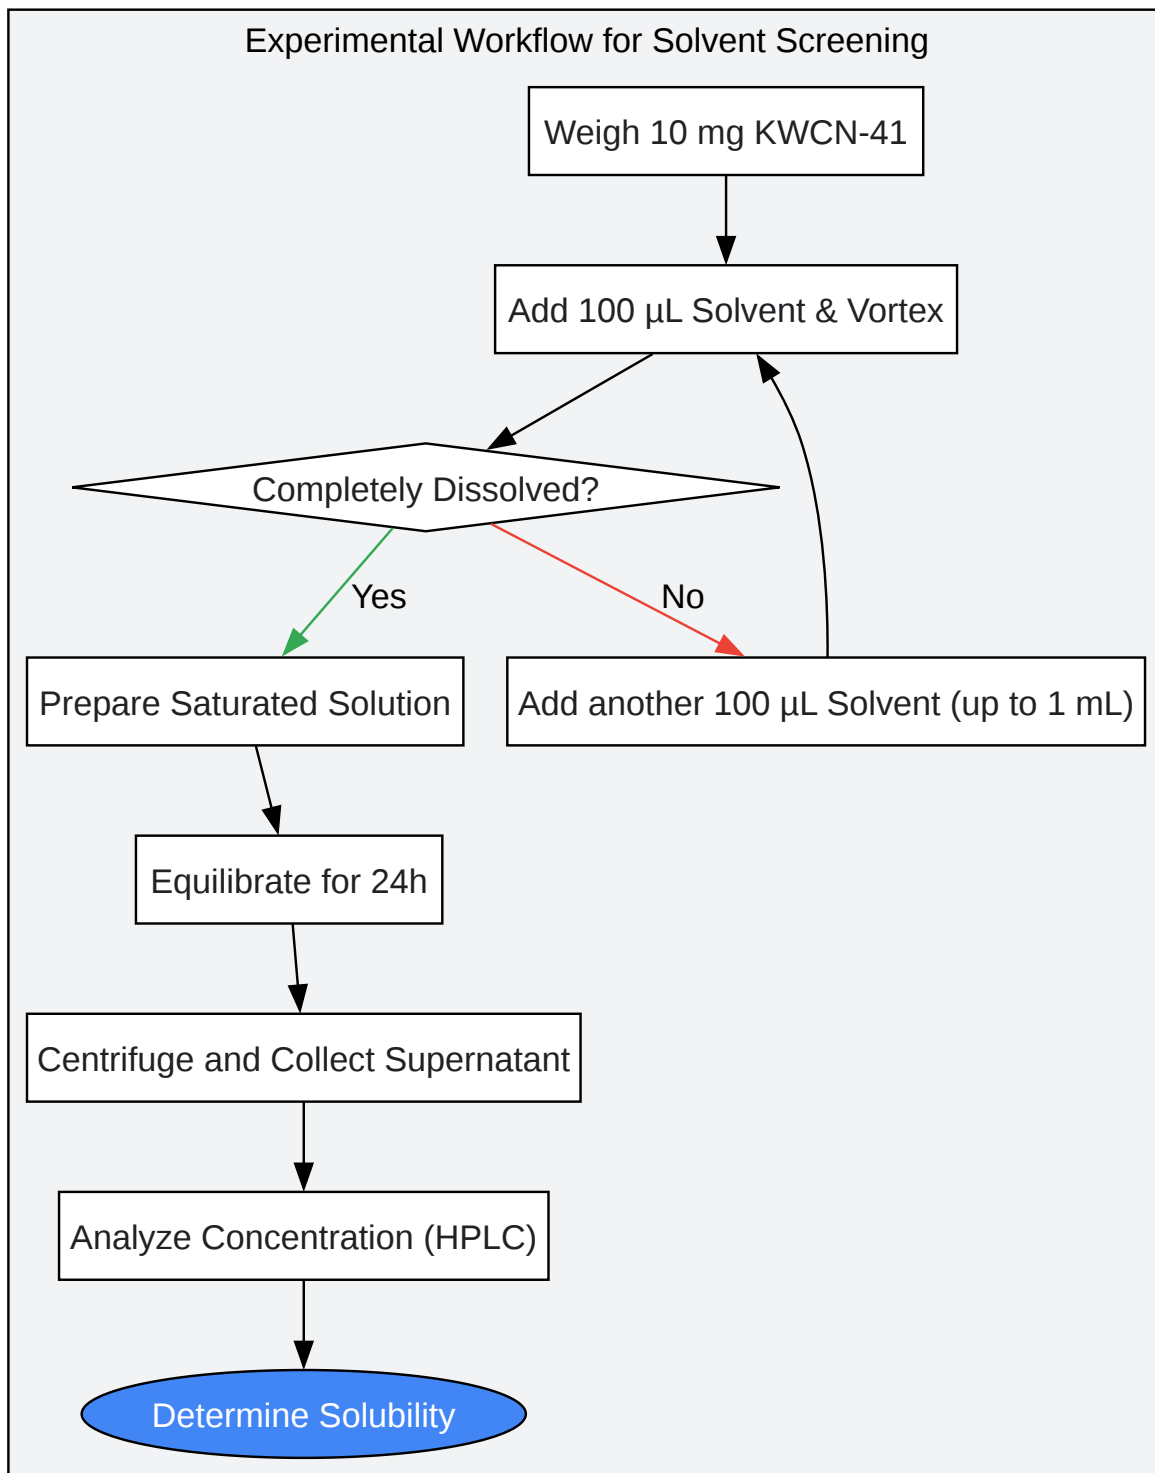 Experimental Workflow for Solvent Screening
Weigh 10 mg KWCN-41
Add 100 µL Solvent & Vortex
Completely Dissolved?
Yes
No
Prepare Saturated Solution
Add another 100 µL Solvent (up to 1 mL)
Equilibrate for 24h
Centrifuge and Collect Supernatant
Analyze Concentration (HPLC)
Determine Solubility